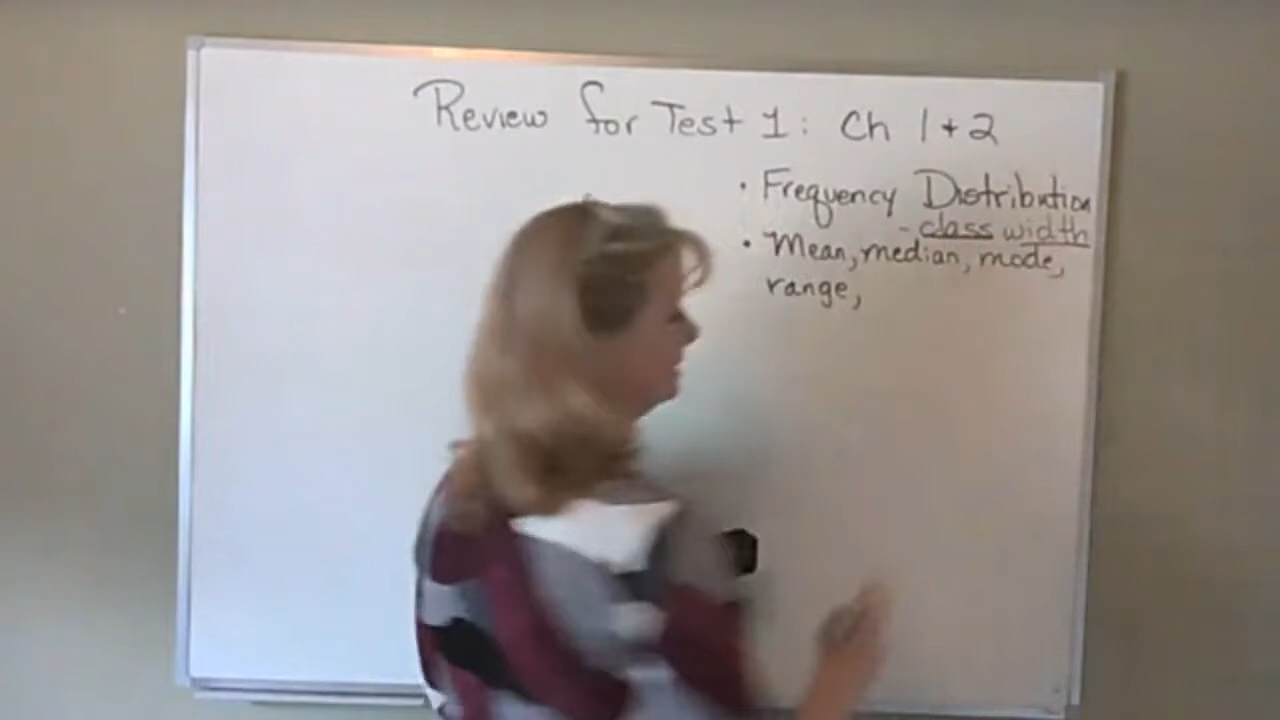 Review for Test 1: Ch 1 + 2
• Frequency Distribution
- class width
• Mean, median, mode,
range,